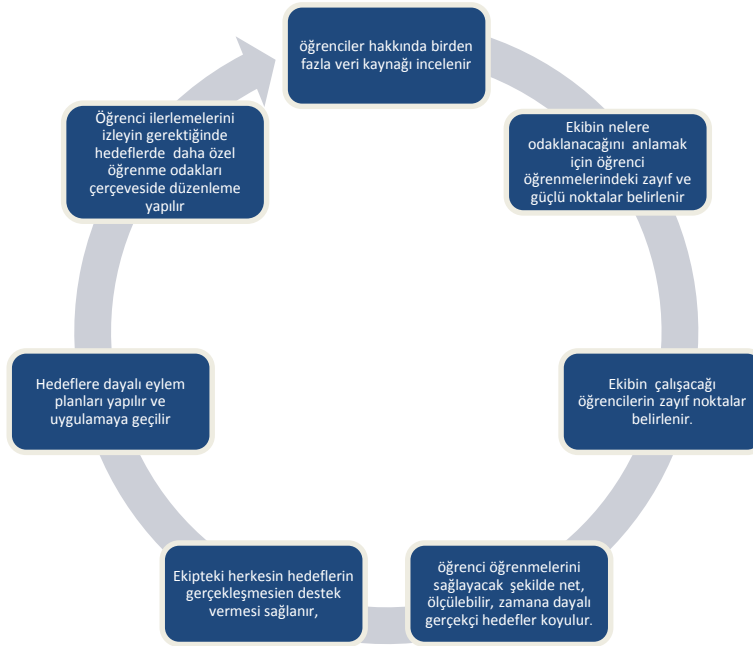 öğrenciler hakkında birden
fazla veri kaynağı incelenir
Ekibin nelere
odaklanacağını anlamak
için öğrenci
öğrenmelerindeki zayıf ve
güçlü noktalar belirlenir
Ekibin çalışacağı
öğrencilerin zayıf noktalar
belirlenir.
öğrenci öğrenmelerini
sağlayacak şekilde net,
ölçülebilir, zamana dayalı
gerçekçi hedefler koyulur.
Ekipteki herkesin hedeflerin
gerçekleşmesien destek
vermesi sağlanır,
Hedeflere dayalı eylem
planları yapılır ve
uygulamaya geçilir
Öğrenci ilerlemelerini
izleyin gerektiğinde
hedeflerde daha özel
öğrenme odakları
çerçeveside düzenleme
yapılır